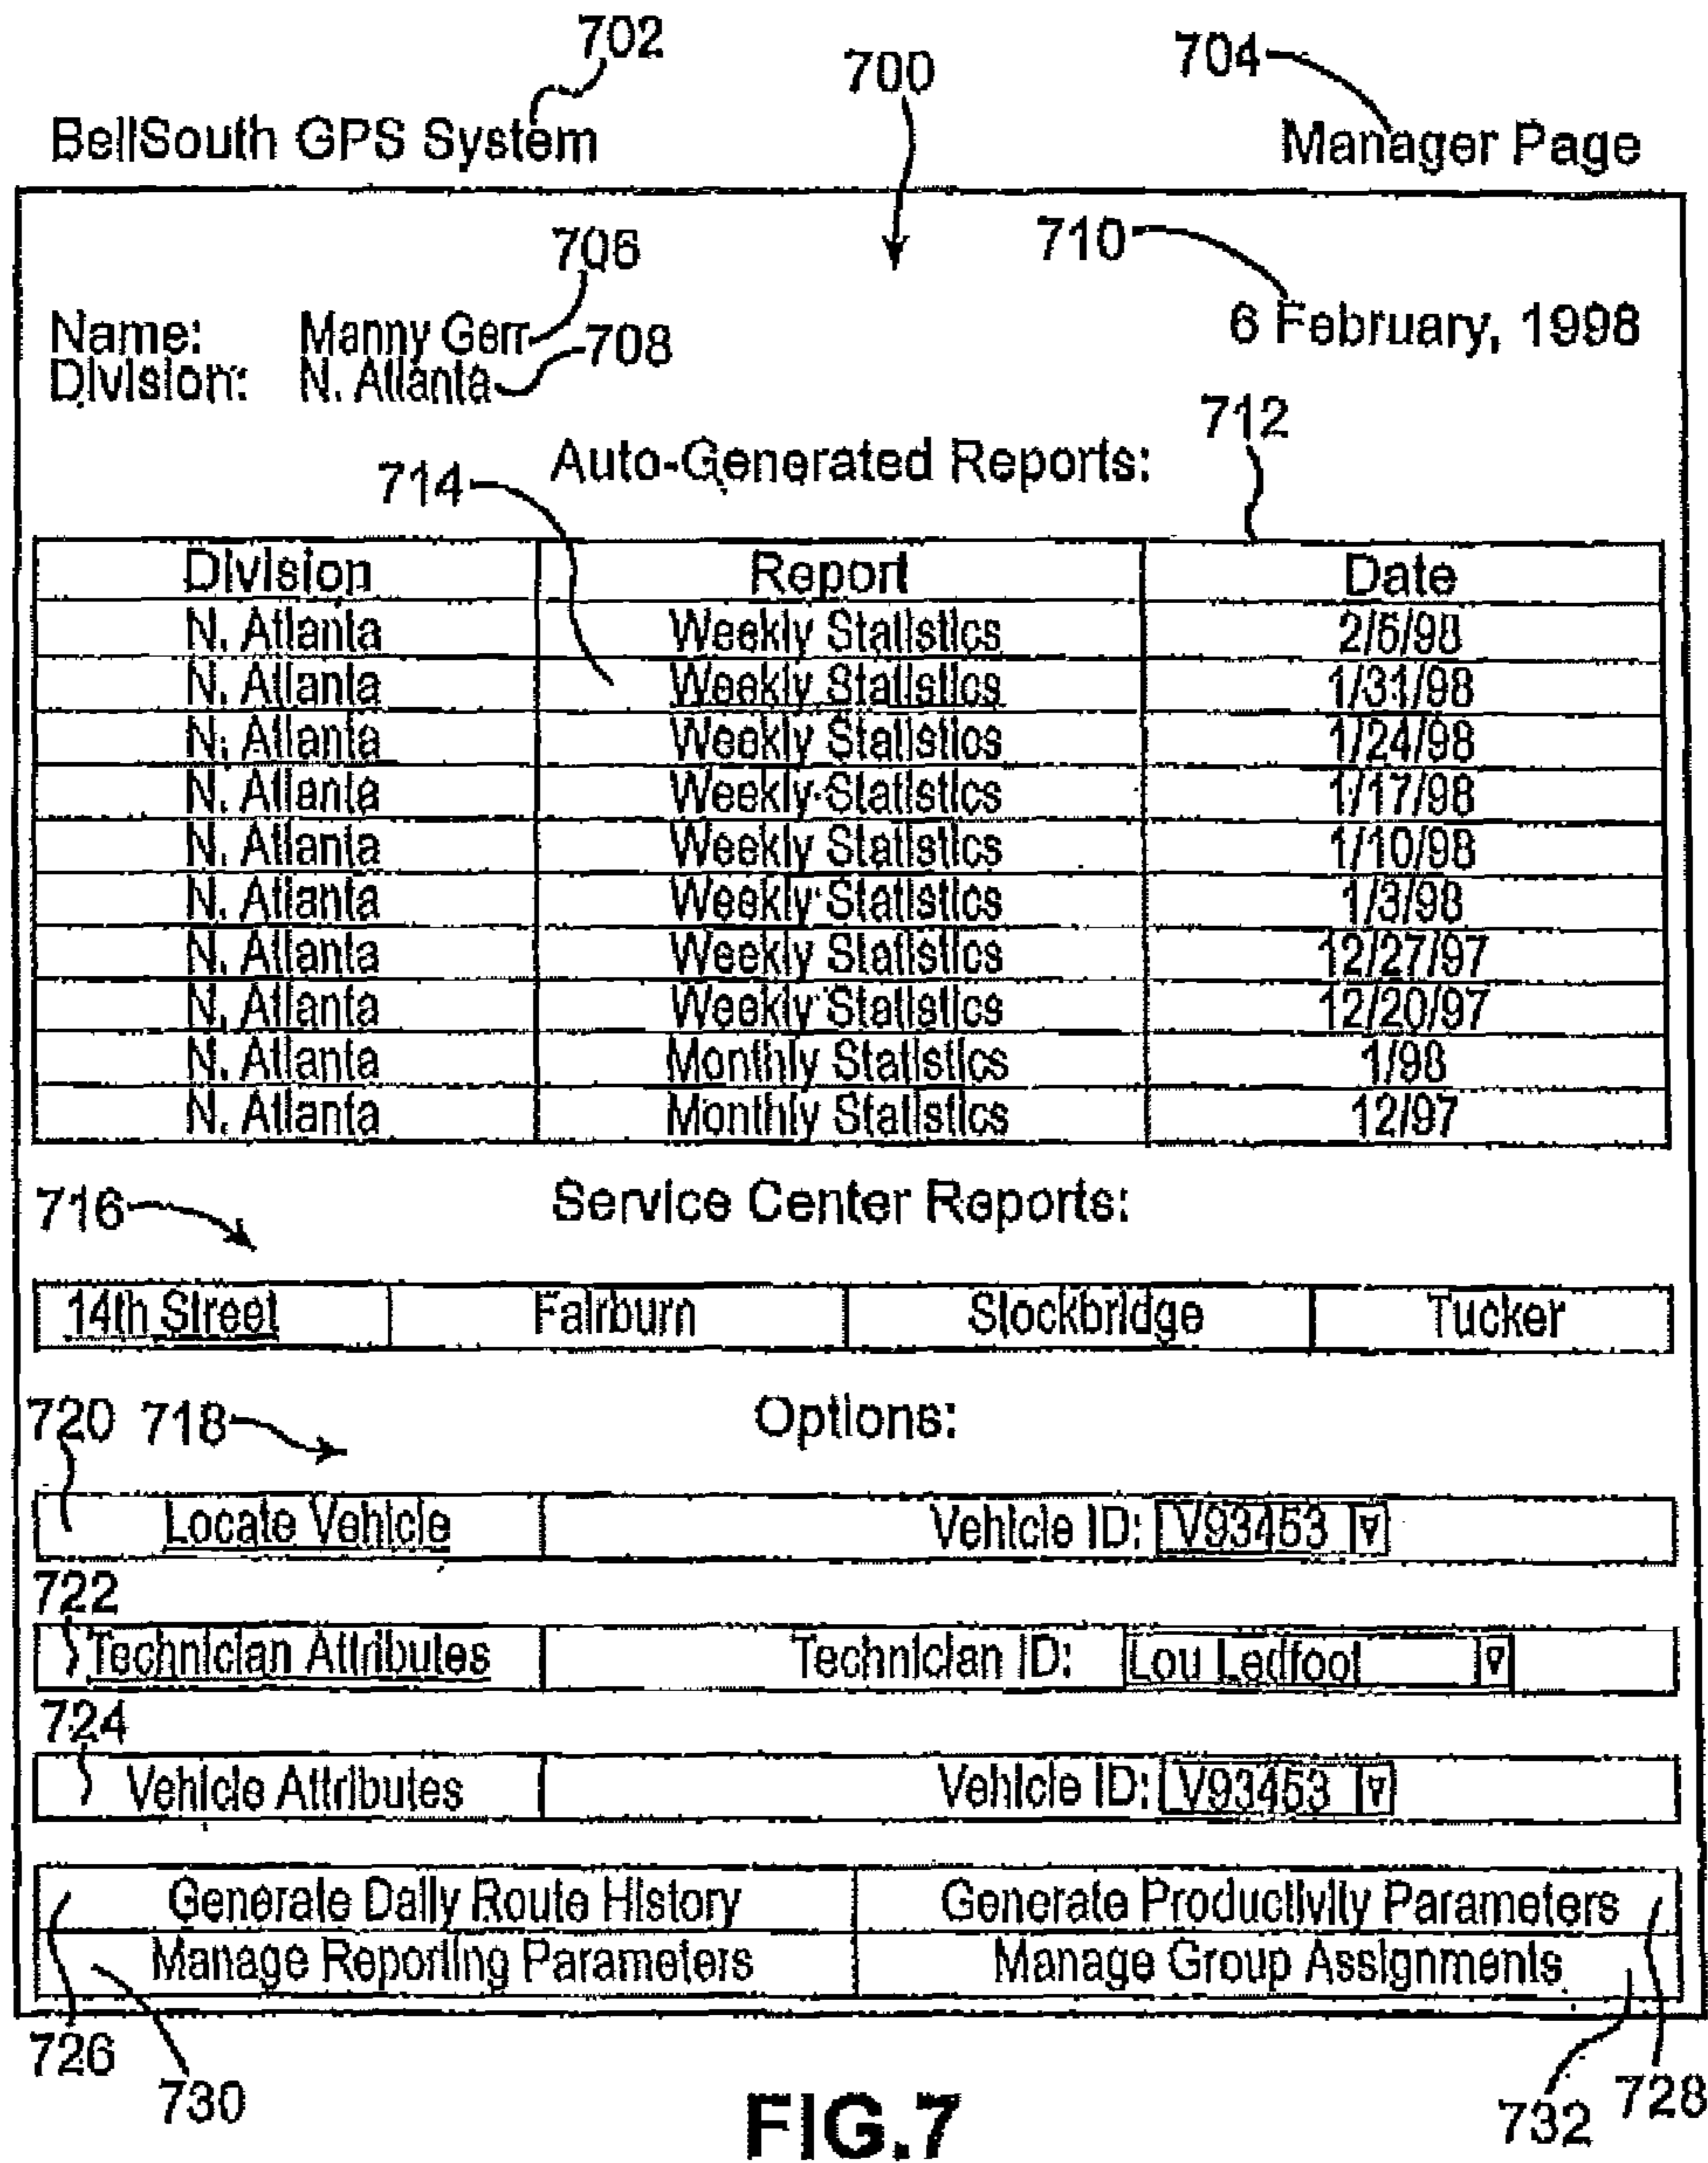 702
700
704
BellSouth GPS System
Manager Page
706
710
Name: Manny Gerr
708
6 February, 1998
Division: N. Atlanta
712
Auto-Generated Reports:
714
Division Report Date
N. Atlanta Weekly Statistics 2/6/98
N. Atlanta Weekly Statistics 1/31/98
N. Atlanta Weekly Statistics 1/24/98
N. Atlanta Weekly Statistics 1/17/98
N. Atlanta Weekly Statistics 1/10/98
N. Atlanta Weekly Statistics 1/3/98
N. Atlanta Weekly Statistics 12/27/97
N. Atlanta Weekly Statistics 12/20/97
N. Atlanta Monthly Statistics 1/98
N. Atlanta Monthly Statistics 12/97
716
Service Center Reports:
14th Street Fairburn Stockbridge Tucker
720 718
Options:
Locate Vehicle Vehicle ID: V93453
722
Technician Attributes Technician ID: Lou Ledfoot
724
Vehicle Attributes Vehicle ID: V93453
Generate Daily Route History Generate Productivity Parameters
Manage Reporting Parameters Manage Group Assignments
726
730
732
728
FIG.7